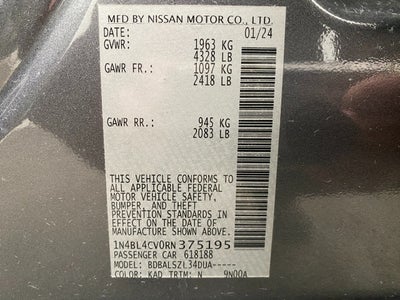 MFD BY NISSAN MOTOR CO., LTD.
DATE: 01/24
GVWR: 1963 KG
4328 LB
GAWR FR.: 1097 KG
2418 LB
GAWR RR.: 945 KG
2083 LB
THIS VEHICLE CONFORMS TO
ALL APPLICABLE FEDERAL
MOTOR VEHICLE SAFETY,
BUMPER, AND THEFT
PREVENTION STANDARDS
IN EFFECT ON THE DATE OF
MANUFACTURE SHOWN ABOVE.
1N4BL4CV0RN375195
PASSENGER CAR 618188
MODEL: BDBALSZL34DUA-----
COLOR: KAD TRTM: N 9N00A